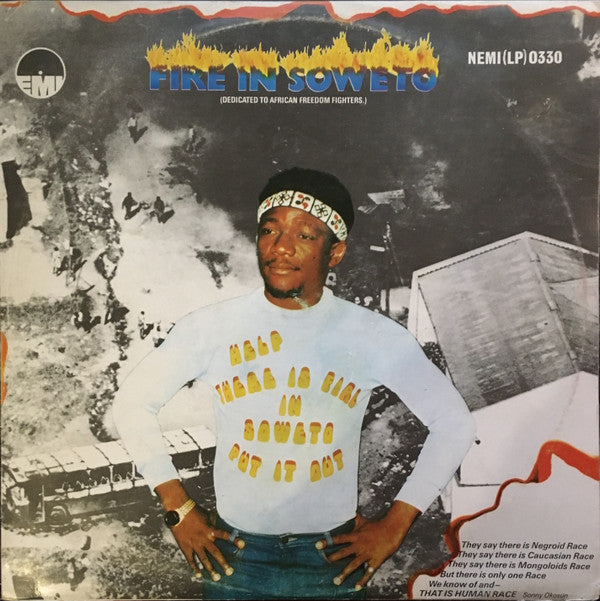 EMI
FIRE IN SOWETO
(DEDICATED TO AFRICAN FREEDOM FIGHTERS.)
NEMI(LP)0330
HELP
THERE IS FIRE
IN
SOWETO
PUT IT OUT
They say there is Negroid Race
They say there is Caucasian Race
They say there is Mongoloids Race
But there is only one Race
We know of and—
THAT IS HUMAN RACE Sonny Okosun